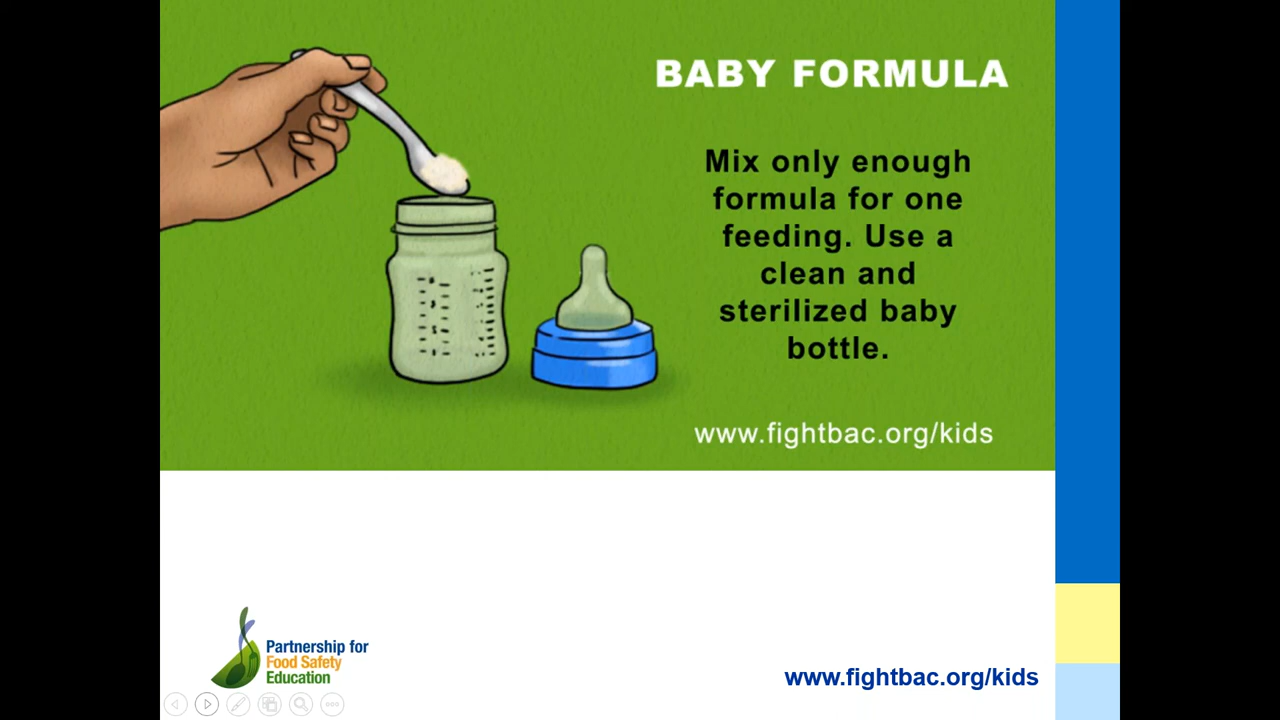 BABY FORMULA
Mix only enough
formula for one
feeding. Use a
clean and
sterilized baby
bottle.
www.fightbac.org/kids
Partnership for
Food Safety
Education
www.fightbac.org/kids